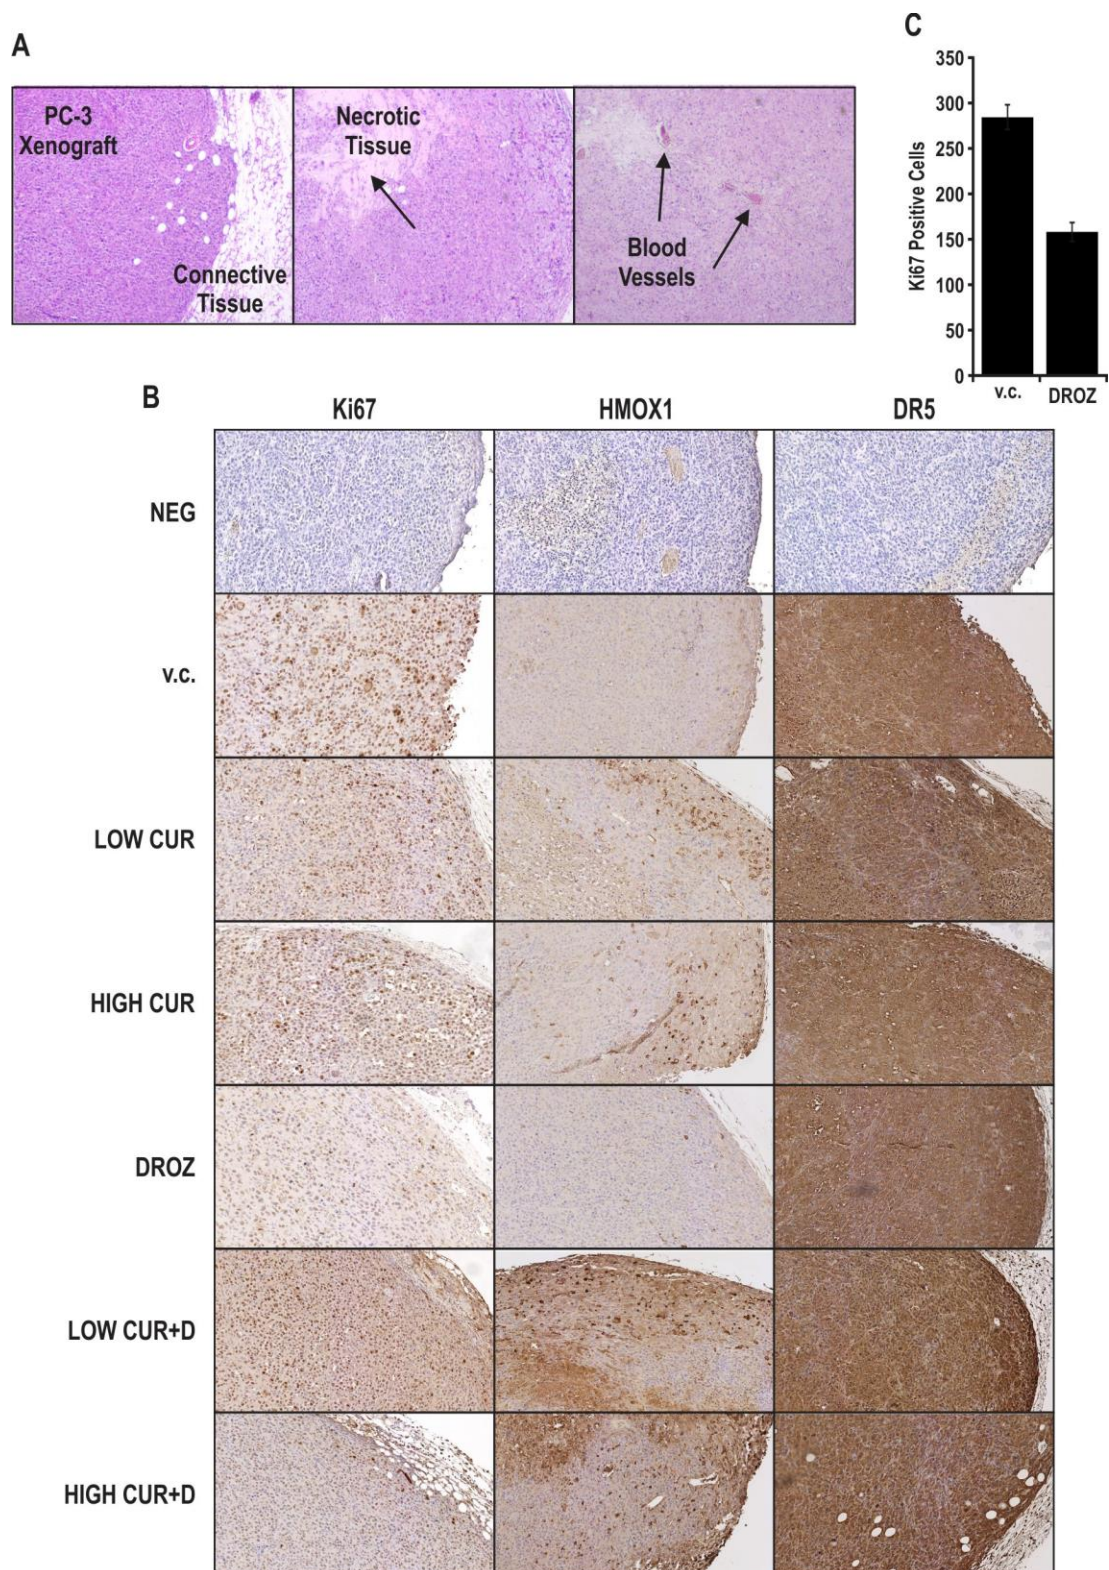 A
PC-3
Xenograft
Connective
Tissue
Necrotic
Tissue
Blood
Vessels
C
Ki67 Positive Cells
350
300
250
200
150
100
50
0
v.c.
DROZ
B
Ki67
HMOX1
DR5
NEG
v.c.
LOW CUR
HIGH CUR
DROZ
LOW CUR+D
HIGH CUR+D